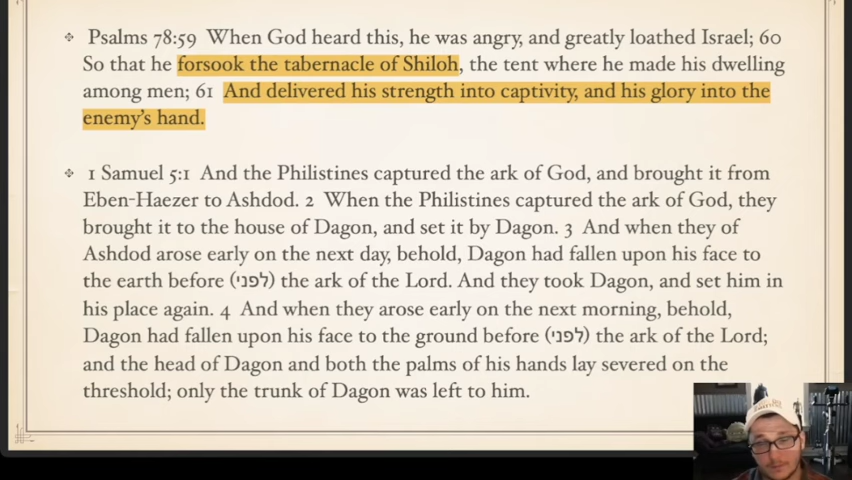 Psalms 78:59 When God heard this, he was angry, and greatly loathed Israel; 60
So that he forsook the tabernacle of Shiloh, the tent where he made his dwelling
among men; 61 And delivered his strength into captivity, and his glory into the
enemy's hand.
1 Samuel 5:1 And the Philistines captured the ark of God, and brought it from
Eben-Haezer to Ashdod. 2 When the Philistines captured the ark of God, they
brought it to the house of Dagon, and set it by Dagon. 3 And when they of
Ashdod arose early on the next day, behold, Dagon had fallen upon his face to
the earth before (לפני) the ark of the Lord. And they took Dagon, and set him in
his place again. 4 And when they arose early on the next morning, behold,
Dagon had fallen upon his face to the ground before (לפני) the ark of the Lord;
and the head of Dagon and both the palms of his hands lay severed on the
threshold; only the trunk of Dagon was left to him.